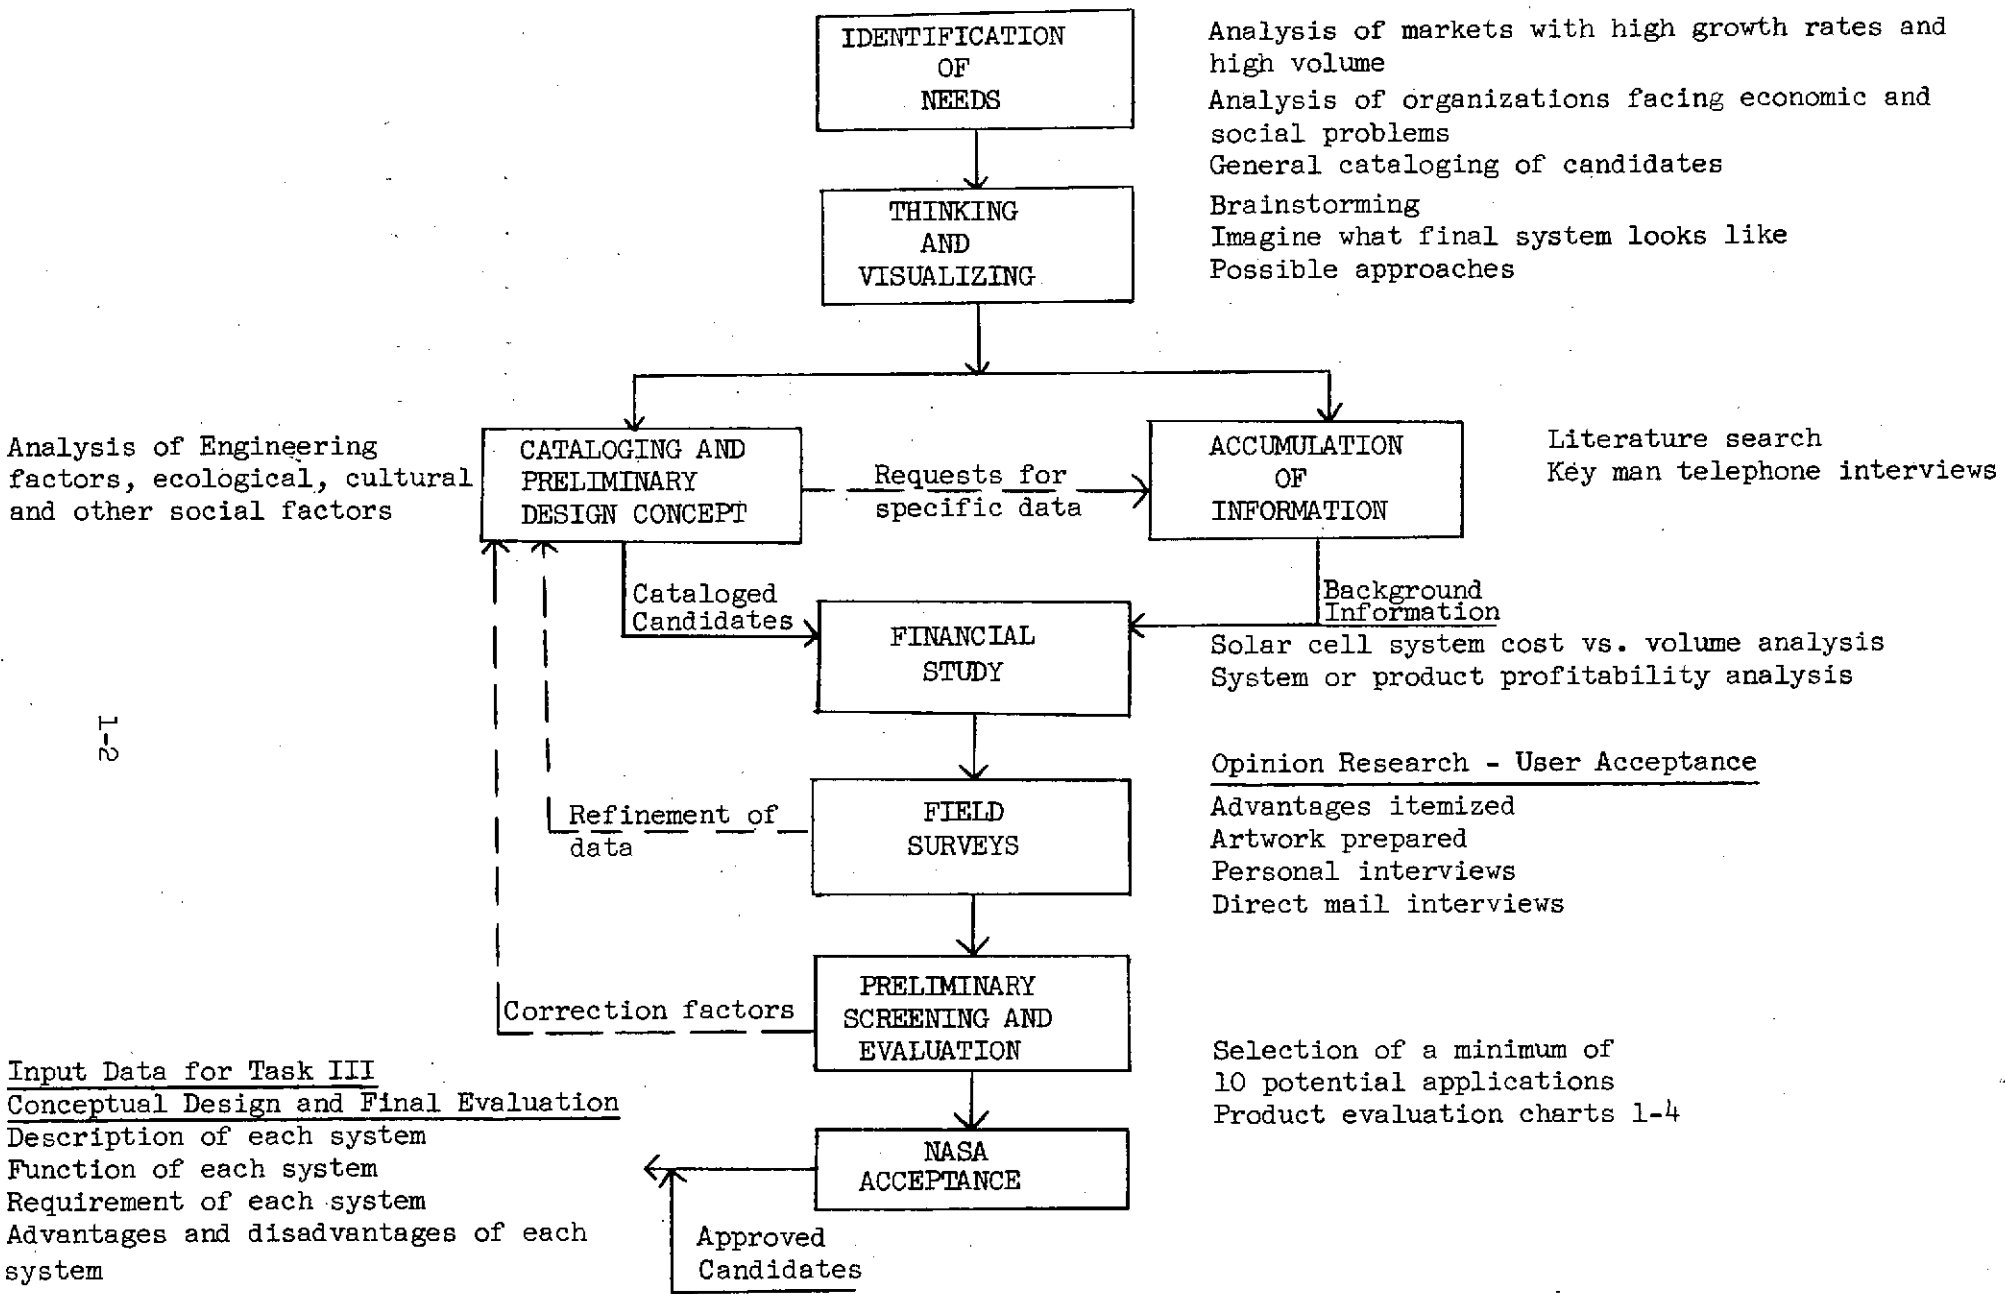 IDENTIFICATION
OF
NEEDS
Analysis of markets with high growth rates and
high volume
Analysis of organizations facing economic and
social problems
General cataloging of candidates
THINKING
AND
VISUALIZING
Brainstorming
Imagine what final system looks like
Possible approaches
Analysis of Engineering
factors, ecological, cultural
and other social factors
CATALOGING AND
PRELIMINARY
DESIGN CONCEPT
Requests for
specific data
ACCUMULATION
OF
INFORMATION
Literature search
Key man telephone interviews
Cataloged
Candidates
Background
Information
FINANCIAL
STUDY
Solar cell system cost vs. volume analysis
System or product profitability analysis
1-2
Refinement of
data
FIELD
SURVEYS
Opinion Research - User Acceptance
Advantages itemized
Artwork prepared
Personal interviews
Direct mail interviews
Correction factors
PRELIMINARY
SCREENING AND
EVALUATION
Selection of a minimum of
10 potential applications
Product evaluation charts 1-4
Input Data for Task III
Conceptual Design and Final Evaluation
Description of each system
Function of each system
Requirement of each system
Advantages and disadvantages of each
system
NASA
ACCEPTANCE
Approved
Candidates